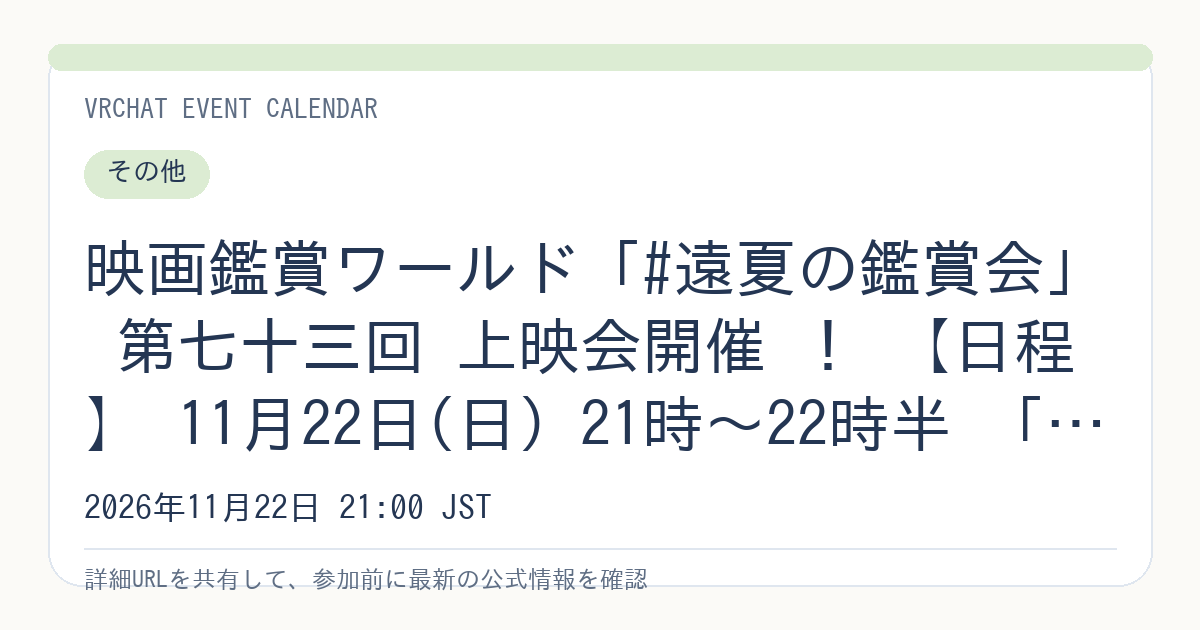 VRCHAT EVENT CALENDAR
その他
映画鑑賞ワールド「#遠夏の鑑賞会」
第七十三回 上映会開催 ! 【日程
】 11月22日(日) 21時～22時半 「…
2026年11月22日 21:00 JST
詳細URLを共有して、参加前に最新の公式情報を確認